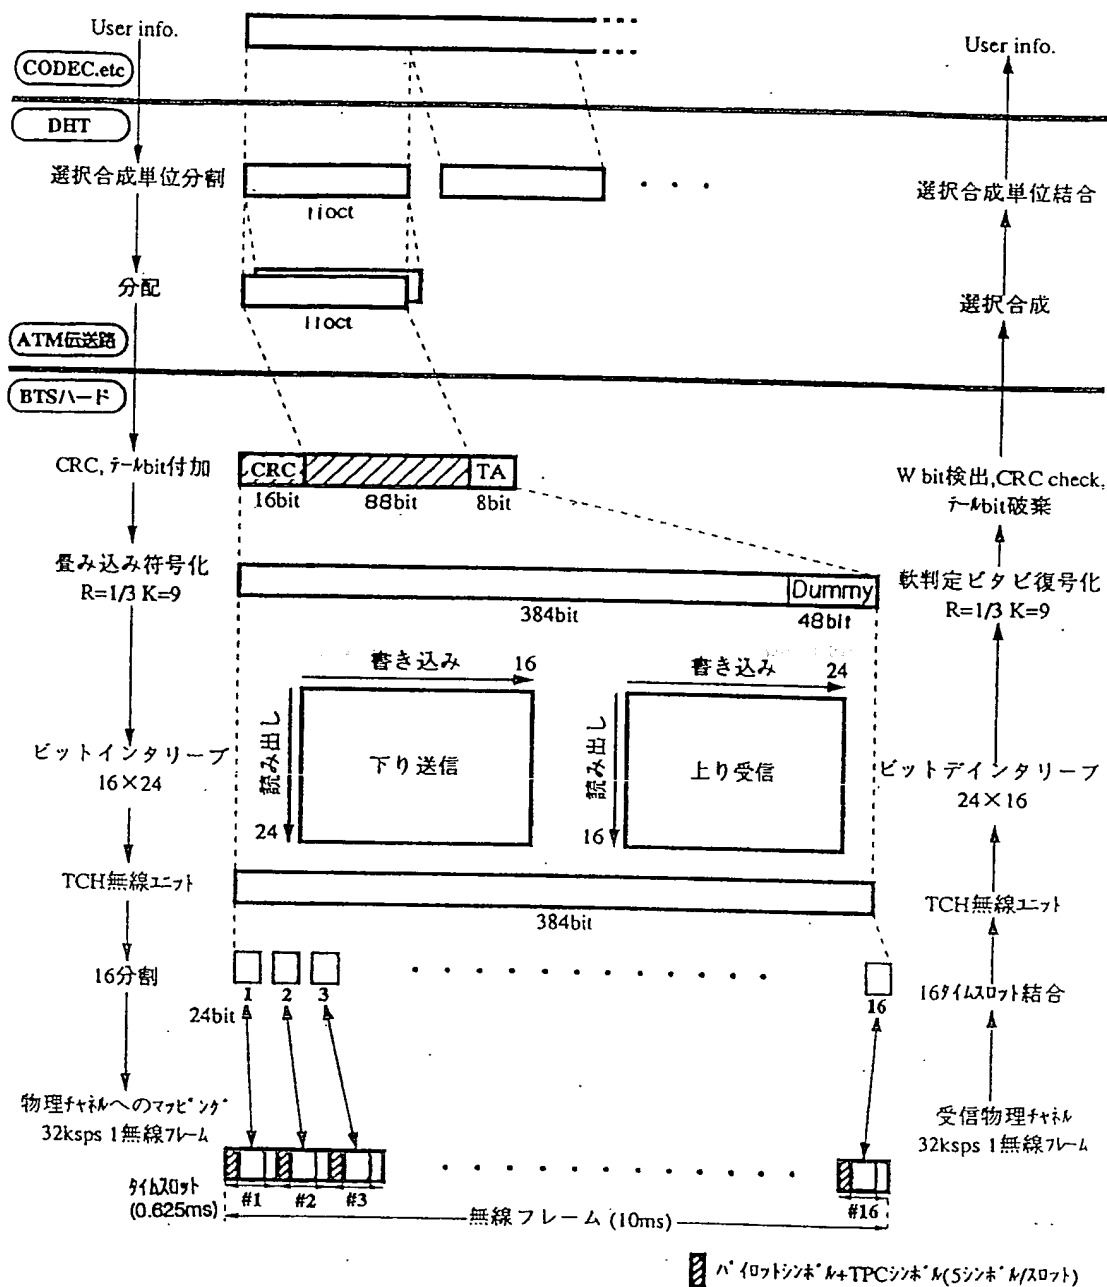 User info.
User info.
CODEC.etc
DHT
選択合成単位分割
11oct
選択合成単位結合
分配
11oct
選択合成
ATM伝送路
BTSハード
CRC, テールbit付加
CRC
TA
16bit
88bit
8bit
W bit検出,CRC check,
テールbit破棄
畳み込み符号化
R=1/3 K=9
Dummy
384bit
48bit
軟判定ビタビ復号化
R=1/3 K=9
書き込み
16
読み出し
24
下り送信
書き込み
24
読み出し
16
上り受信
ビットインタリーブ
16×24
ビットデインタリーブ
24×16
TCH無線ユニット
384bit
TCH無線ユニット
16分割
1
2
3
16
24bit
16タイムスロット結合
物理チャネルへのマッピング
32ksps 1無線フレーム
受信物理チャネル
32ksps 1無線フレーム
タイムスロット
(0.625ms)
#1
#2
#3
#16
無線フレーム (10ms)
パイロットシンボル+TPCシンボル(5シンボル/スロット)